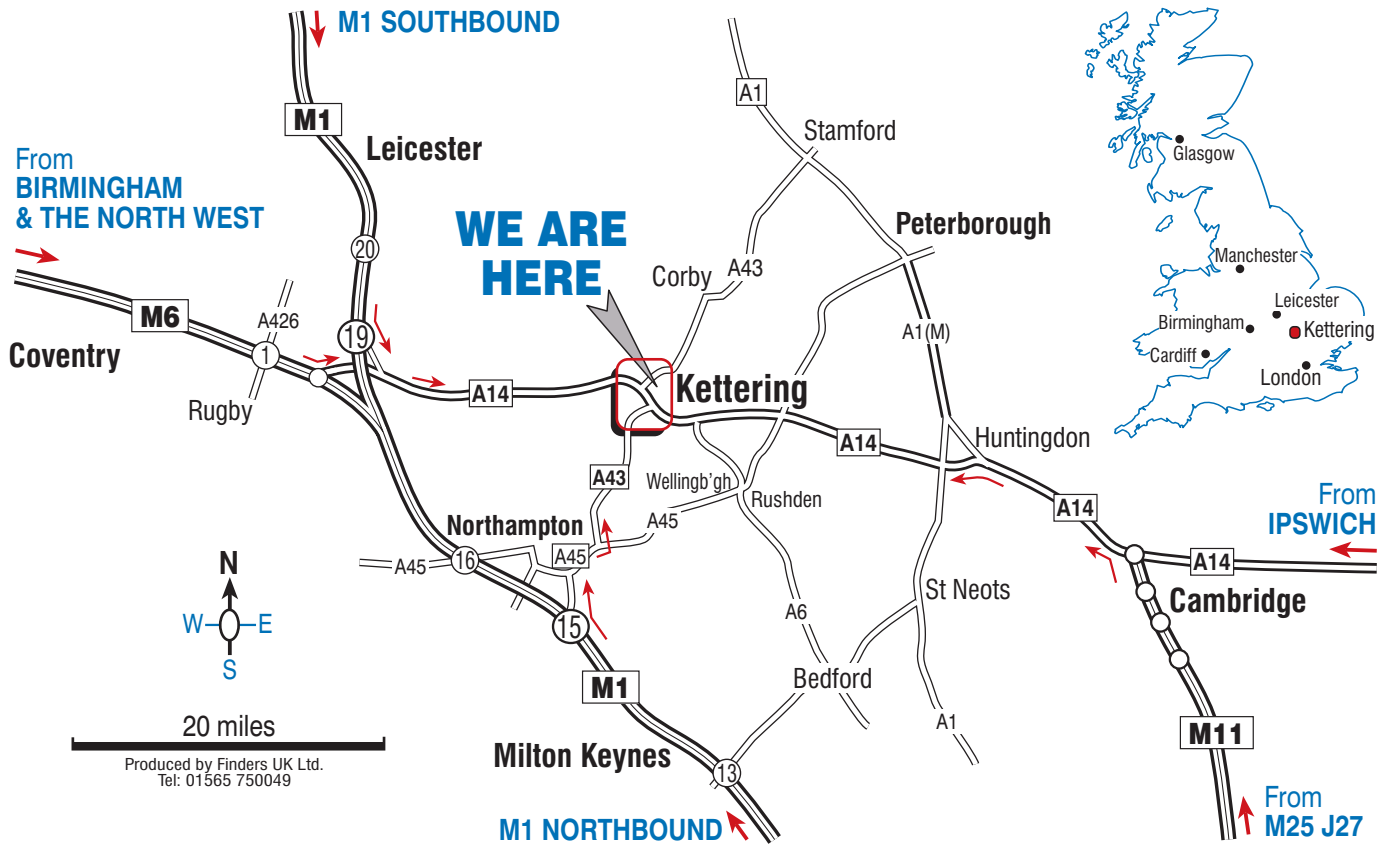 M1 SOUTHBOUND
M1
Leicester
From
BIRMINGHAM
& THE NORTH WEST
20
M6
A426
19
1
Coventry
Rugby
A14
WE ARE
HERE
Corby
A43
Kettering
A1
Stamford
Peterborough
A1(M)
A14
Huntingdon
A43
Wellingb'gh
Rushden
Northampton
A45
A45
A45
16
15
A14
From
IPSWICH
A14
Cambridge
St Neots
A6
Bedford
A1
M1
Milton Keynes
13
M1 NORTHBOUND
M11
From
M25 J27
N
W
E
S
20 miles
Produced by Finders UK Ltd.
Tel: 01565 750049
Glasgow
Manchester
Leicester
Birmingham
Kettering
Cardiff
London